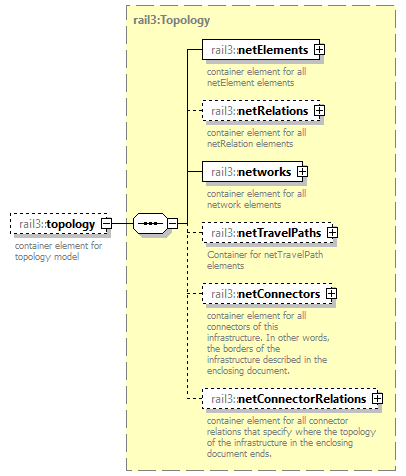 rail3:Topology
rail3::netElements
container element for all
netElement elements
rail3::netRelations
container element for all
netRelation elements
rail3::networks
container element for all
network elements
rail3::topology
container element for
topology model
rail3::netTravelPaths
Container for netTravelPath
elements
rail3::netConnectors
container element for all
connectors of this
infrastructure. In other words,
the borders of the
infrastructure described in the
enclosing document.
rail3::netConnectorRelations
container element for all connector
relations that specify where the topology
of the infrastructure in the enclosing
document ends.